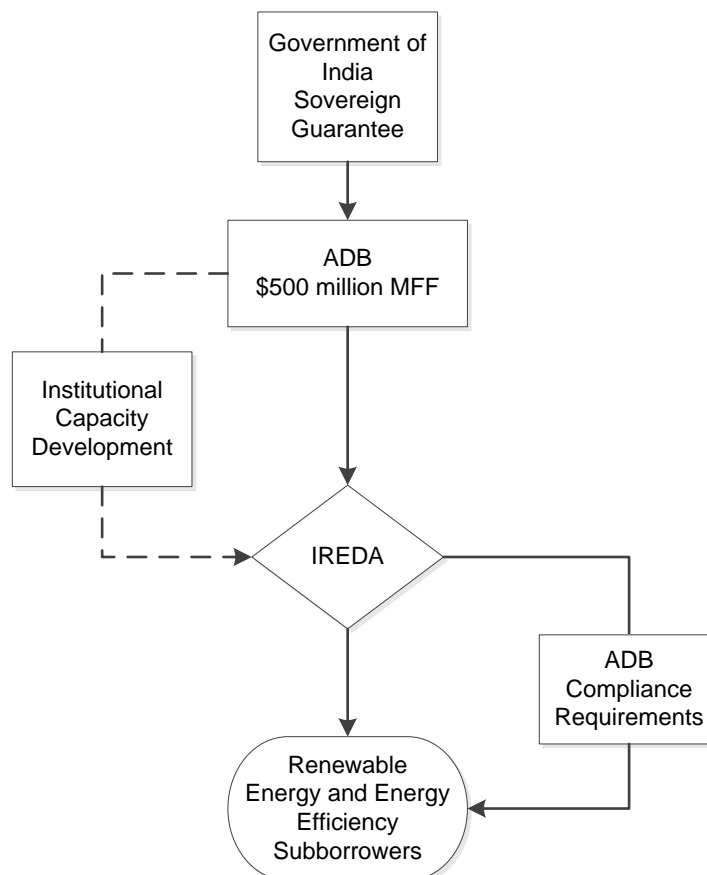 Government of
India
Sovereign
Guarantee
ADB
$500 million MFF
Institutional
Capacity
Development
IREDA
ADB
Compliance
Requirements
Renewable
Energy and Energy
Efficiency
Subborrowers